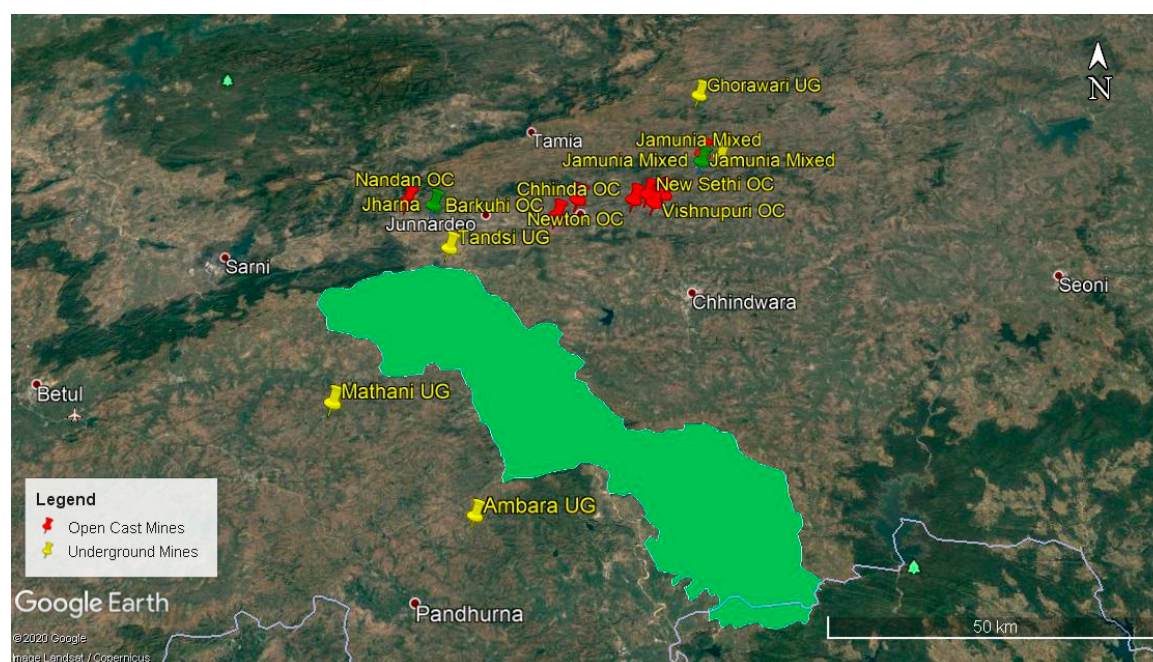 Ghorawari UG
N
Tamia
Jamunia Mixed
Jamunia Mixed
Jamunia Mixed
Nandan OC
Chhinda OC
New Sethi OC
Jharna
Barkuhi OC
Newton OC
Vishnupuri OC
Junnardeo
Tandsi UG
Sarni
Seoni
Chhindwara
Betul
Mathani UG
Legend
Open Cast Mines
Underground Mines
Ambara UG
Google Earth
Pandhurna
50 km
©2020 Google
Image Landsat / Copernicus